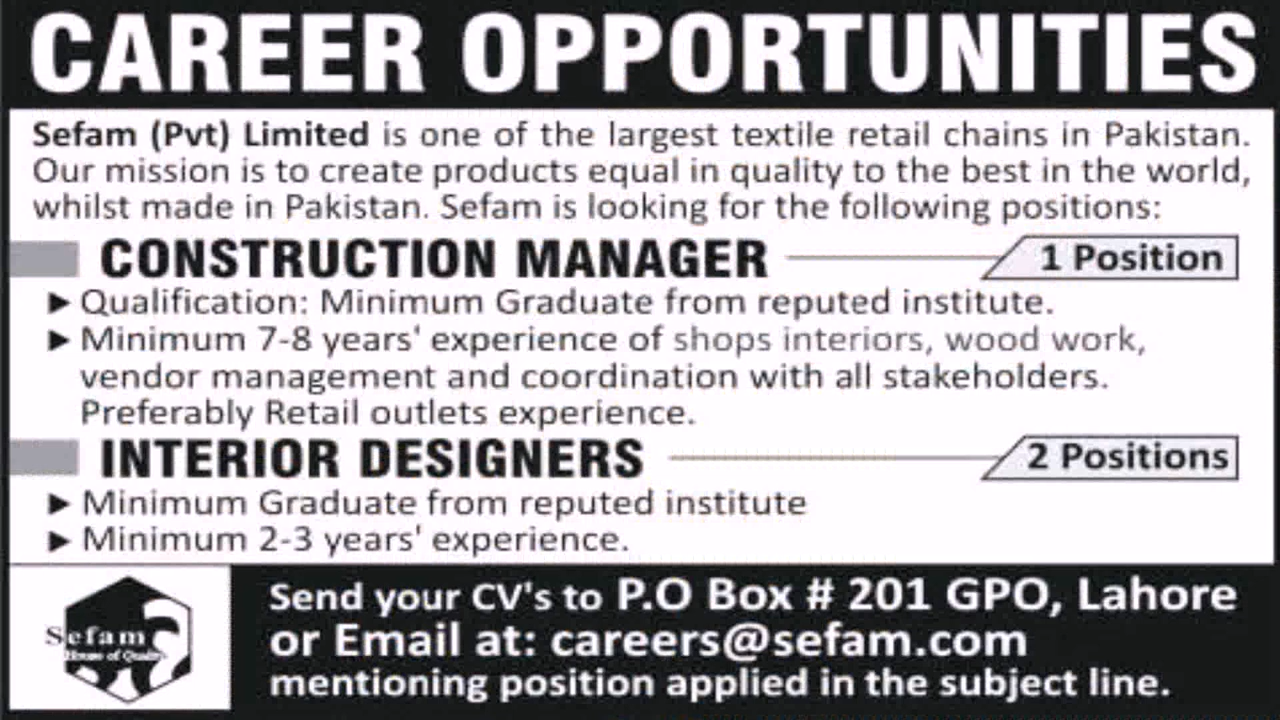 CAREER OPPORTUNITIES
Sefam (Pvt) Limited is one of the largest textile retail chains in Pakistan.
Our mission is to create products equal in quality to the best in the world,
whilst made in Pakistan. Sefam is looking for the following positions:
CONSTRUCTION MANAGER 1 Position
▶ Qualification: Minimum Graduate from reputed institute.
▶ Minimum 7-8 years' experience of shops interiors, wood work,
vendor management and coordination with all stakeholders.
Preferably Retail outlets experience.
INTERIOR DESIGNERS 2 Positions
▶ Minimum Graduate from reputed institute
▶ Minimum 2-3 years' experience.
Sefam
House of Quality
Send your CV's to P.O Box # 201 GPO, Lahore
or Email at: careers@sefam.com
mentioning position applied in the subject line.